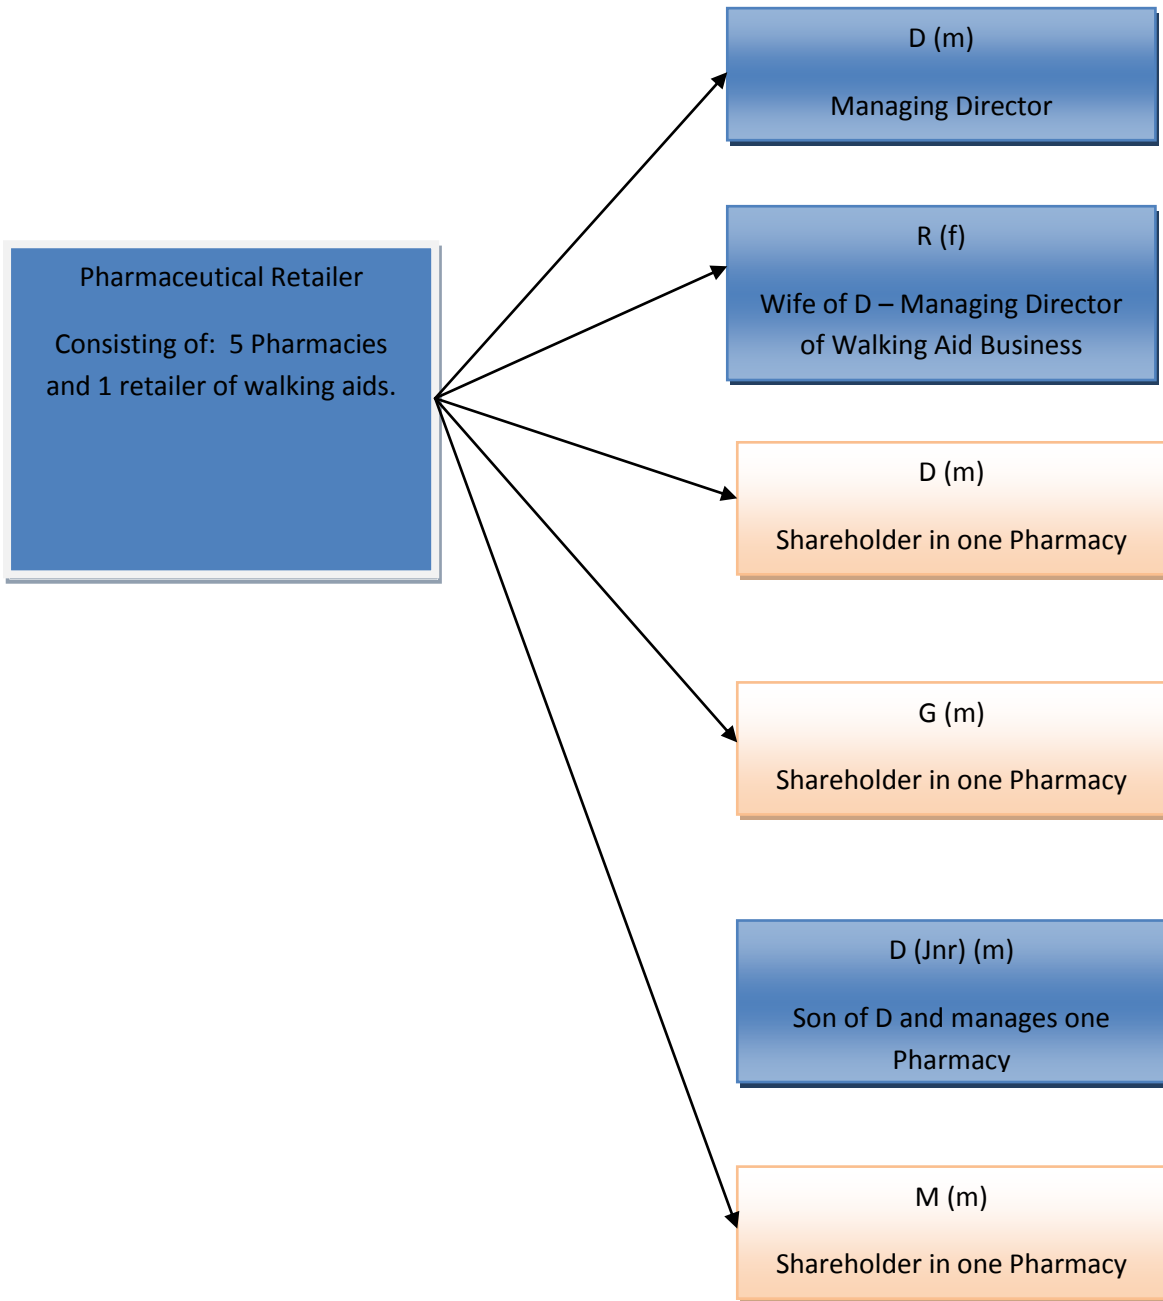 Pharmaceutical Retailer
Consisting of:  5 Pharmacies
and 1 retailer of walking aids.
D (m)
Managing Director
R (f)
Wife of D – Managing Director
of Walking Aid Business
D (m)
Shareholder in one Pharmacy
G (m)
Shareholder in one Pharmacy
D (Jnr) (m)
Son of D and manages one
Pharmacy
M (m)
Shareholder in one Pharmacy